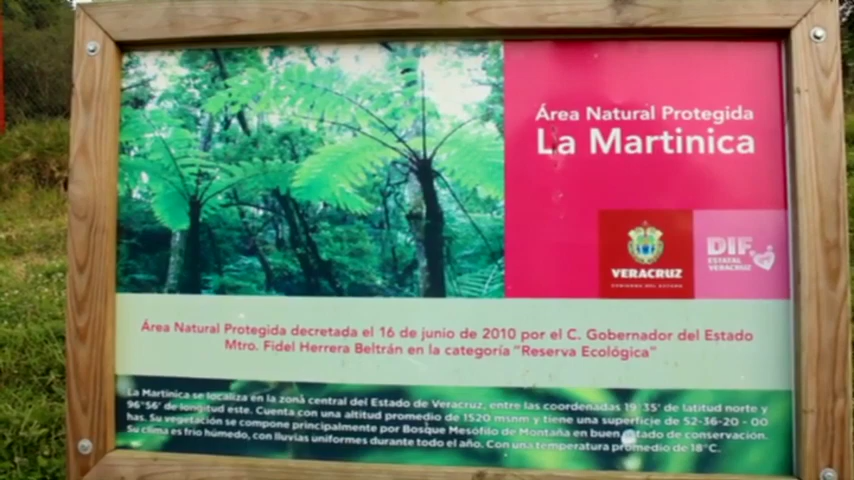 Área Natural Protegida
La Martinica
VERACRUZ
GOBIERNO DEL ESTADO
DIF
ESTATAL
VERACRUZ
Área Natural Protegida decretada el 16 de junio de 2010 por el C. Gobernador del Estado
Mtro. Fidel Herrera Beltrán en la categoría "Reserva Ecológica"
La Martinica se localiza en la zona central del Estado de Veracruz, entre las coordenadas 19°35' de latitud norte y
96°56' de longitud éste. Cuenta con una altitud promedio de 1520 msnm y tiene una superficie de 52-36-20 - 00
has. Su vegetación se compone principalmente por Bosque Mesófilo de Montaña en buen estado de conservación.
Su clima es frío húmedo, con lluvias uniformes durante todo el año. Con una temperatura promedio de 18°C.